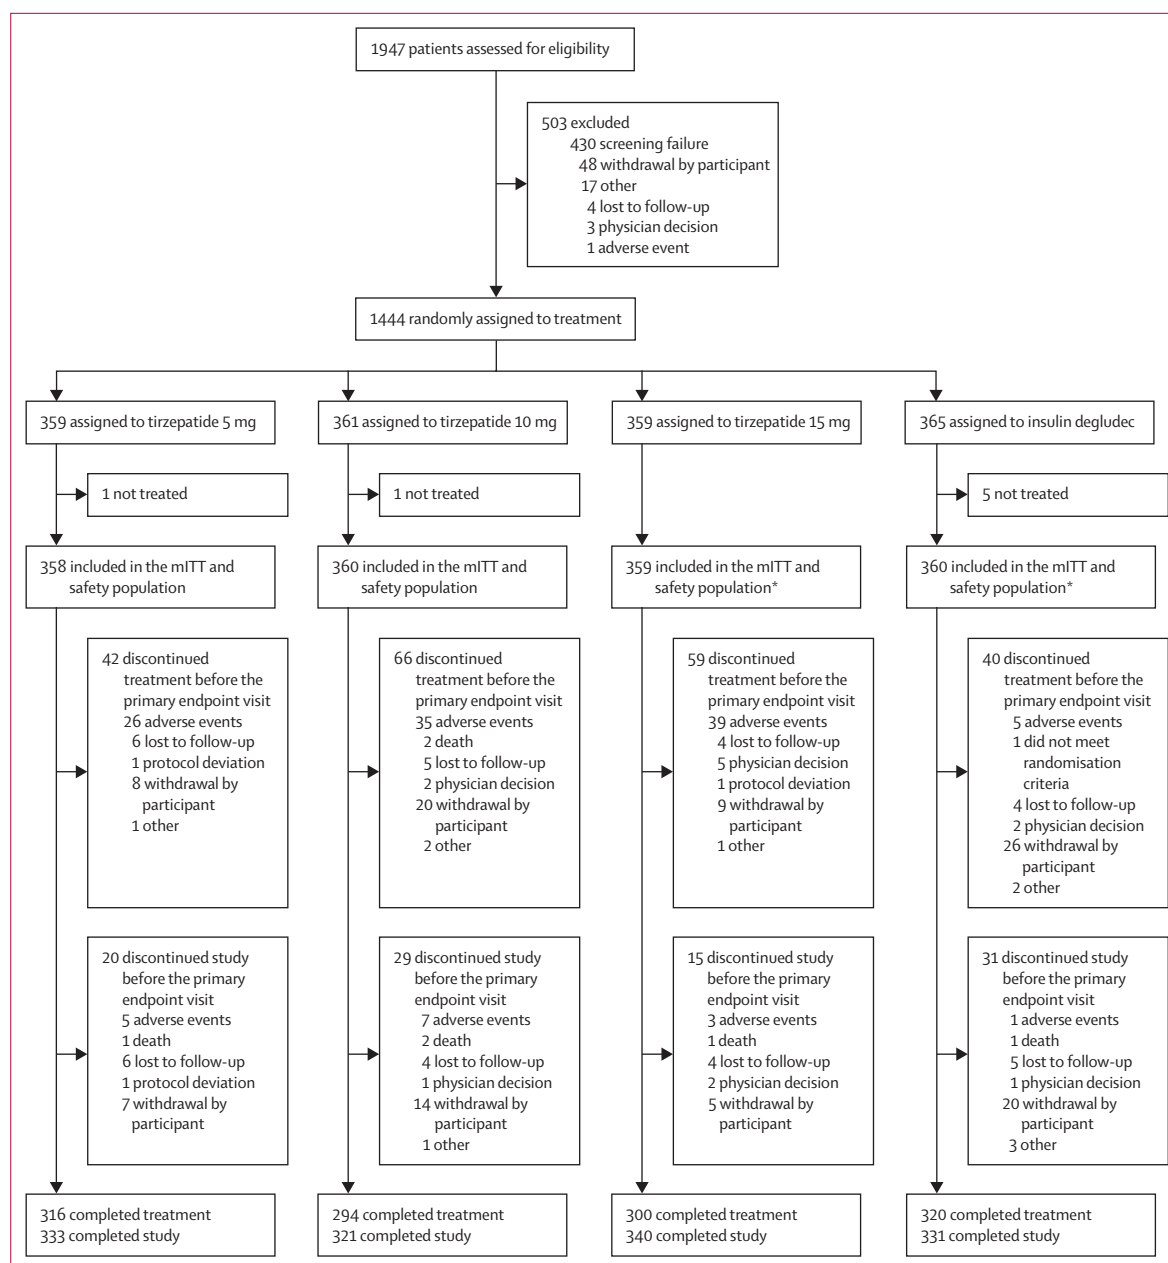 1947 patients assessed for eligibility
503 excluded
430 screening failure
48 withdrawal by participant
17 other
4 lost to follow-up
3 physician decision
1 adverse event
1444 randomly assigned to treatment
359 assigned to tirzepatide 5 mg
361 assigned to tirzepatide 10 mg
359 assigned to tirzepatide 15 mg
365 assigned to insulin degludec
1 not treated
1 not treated
5 not treated
358 included in the mITT and
safety population
360 included in the mITT and
safety population
359 included in the mITT and
safety population*
360 included in the mITT and
safety population*
42 discontinued
treatment before the
primary endpoint visit
26 adverse events
6 lost to follow-up
1 protocol deviation
8 withdrawal by
participant
1 other
66 discontinued
treatment before the
primary endpoint visit
35 adverse events
2 death
5 lost to follow-up
2 physician decision
20 withdrawal by
participant
2 other
59 discontinued
treatment before the
primary endpoint visit
39 adverse events
4 lost to follow-up
5 physician decision
1 protocol deviation
9 withdrawal by
participant
1 other
40 discontinued
treatment before the
primary endpoint visit
5 adverse events
1 did not meet
randomisation
criteria
4 lost to follow-up
2 physician decision
26 withdrawal by
participant
2 other
20 discontinued study
before the primary
endpoint visit
5 adverse events
1 death
6 lost to follow-up
1 protocol deviation
7 withdrawal by
participant
29 discontinued study
before the primary
endpoint visit
7 adverse events
2 death
4 lost to follow-up
1 physician decision
14 withdrawal by
participant
1 other
15 discontinued study
before the primary
endpoint visit
3 adverse events
1 death
4 lost to follow-up
2 physician decision
5 withdrawal by
participant
31 discontinued study
before the primary
endpoint visit
1 adverse events
1 death
5 lost to follow-up
1 physician decision
20 withdrawal by
participant
3 other
316 completed treatment
333 completed study
294 completed treatment
321 completed study
300 completed treatment
340 completed study
320 completed treatment
331 completed study